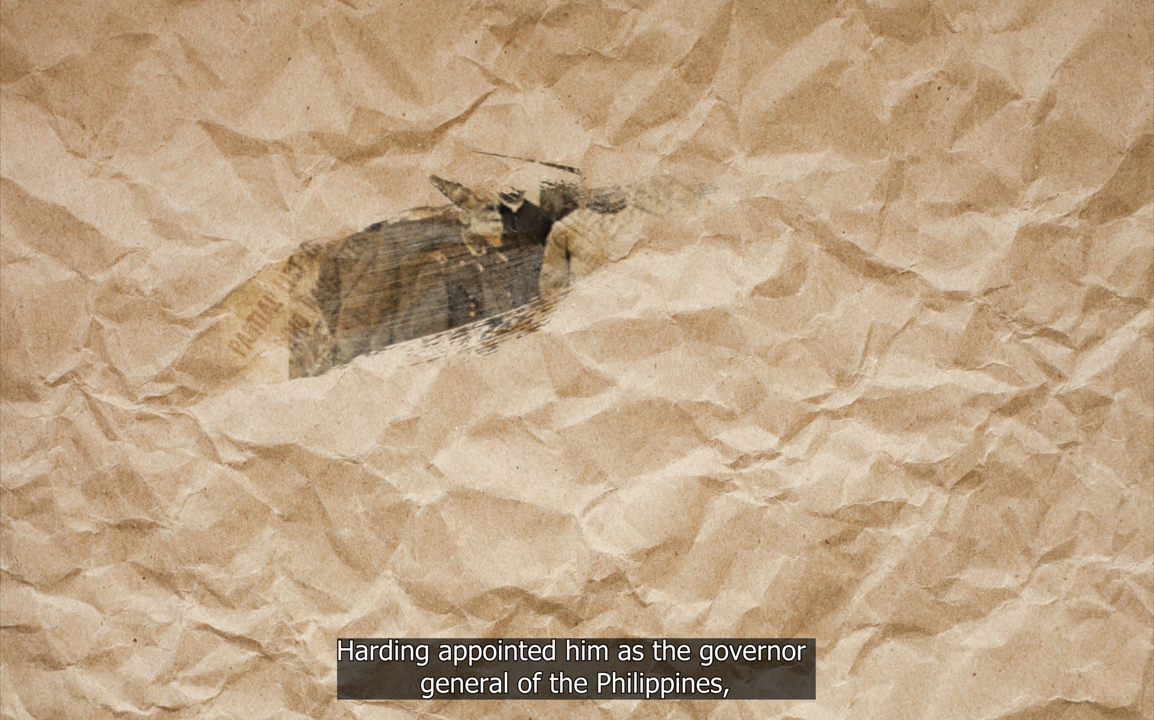 Harding appointed him as the governor
general of the Philippines,